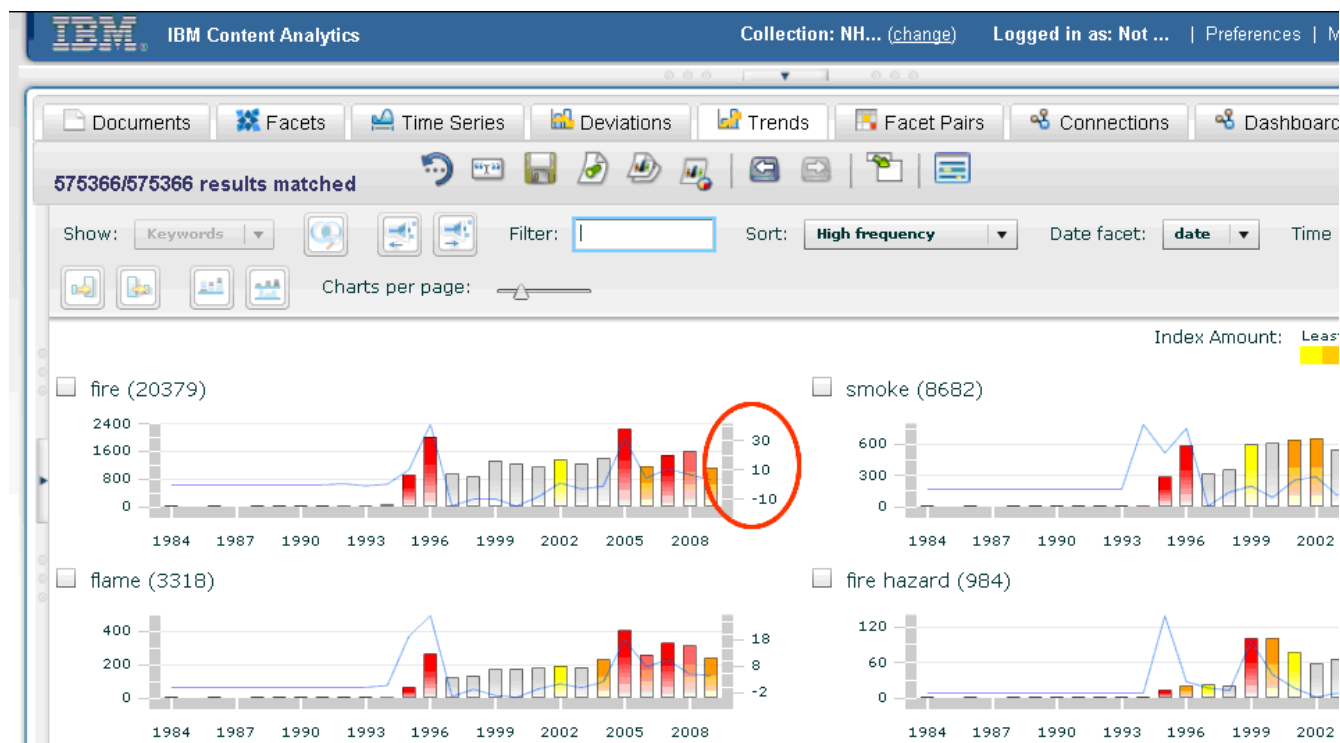 IBM® IBM Content Analytics Collection: NH... (change) Logged in as: Not ... | Preferences | M
Documents Facets Time Series Deviations Trends Facet Pairs Connections Dashboard
575366/575366 results matched
Show: Keywords Filter: Sort: High frequency Date facet: date Time
Charts per page:
Index Amount: Least
fire (20379)
2400
1600
800
0
30
10
-10
1984 1987 1990 1993 1996 1999 2002 2005 2008
smoke (8682)
600
300
0
1984 1987 1990 1993 1996 1999 2002
flame (3318)
400
200
0
18
8
-2
1984 1987 1990 1993 1996 1999 2002 2005 2008
fire hazard (984)
120
60
0
1984 1987 1990 1993 1996 1999 2002